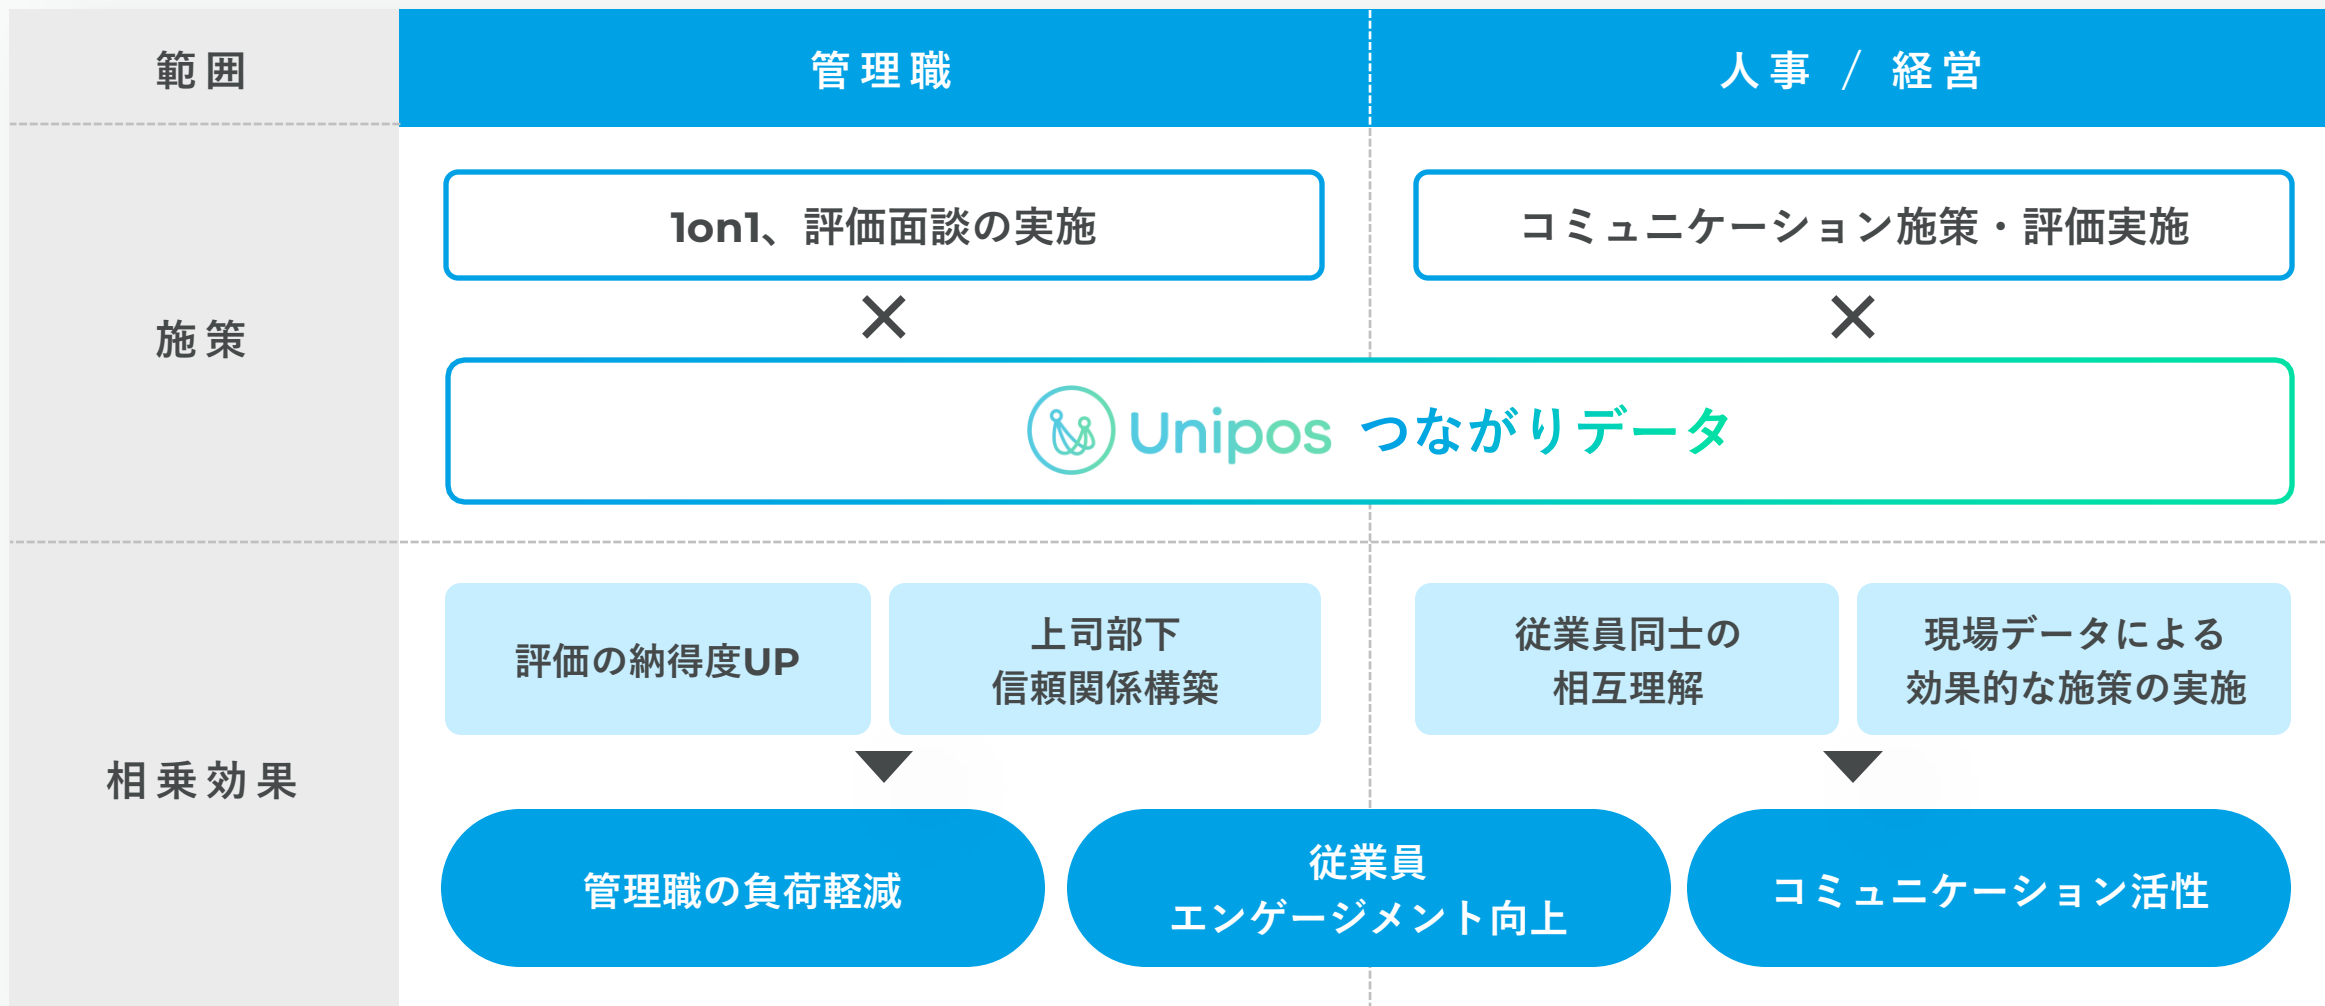 範囲
管理職
人事 / 経営
施策
1on1、評価面談の実施
コミュニケーション施策・評価実施
×
×
Unipos つながりデータ
相乗効果
評価の納得度UP
上司部下
信頼関係構築
従業員同士の
相互理解
現場データによる
効果的な施策の実施
管理職の負荷軽減
従業員
エンゲージメント向上
コミュニケーション活性